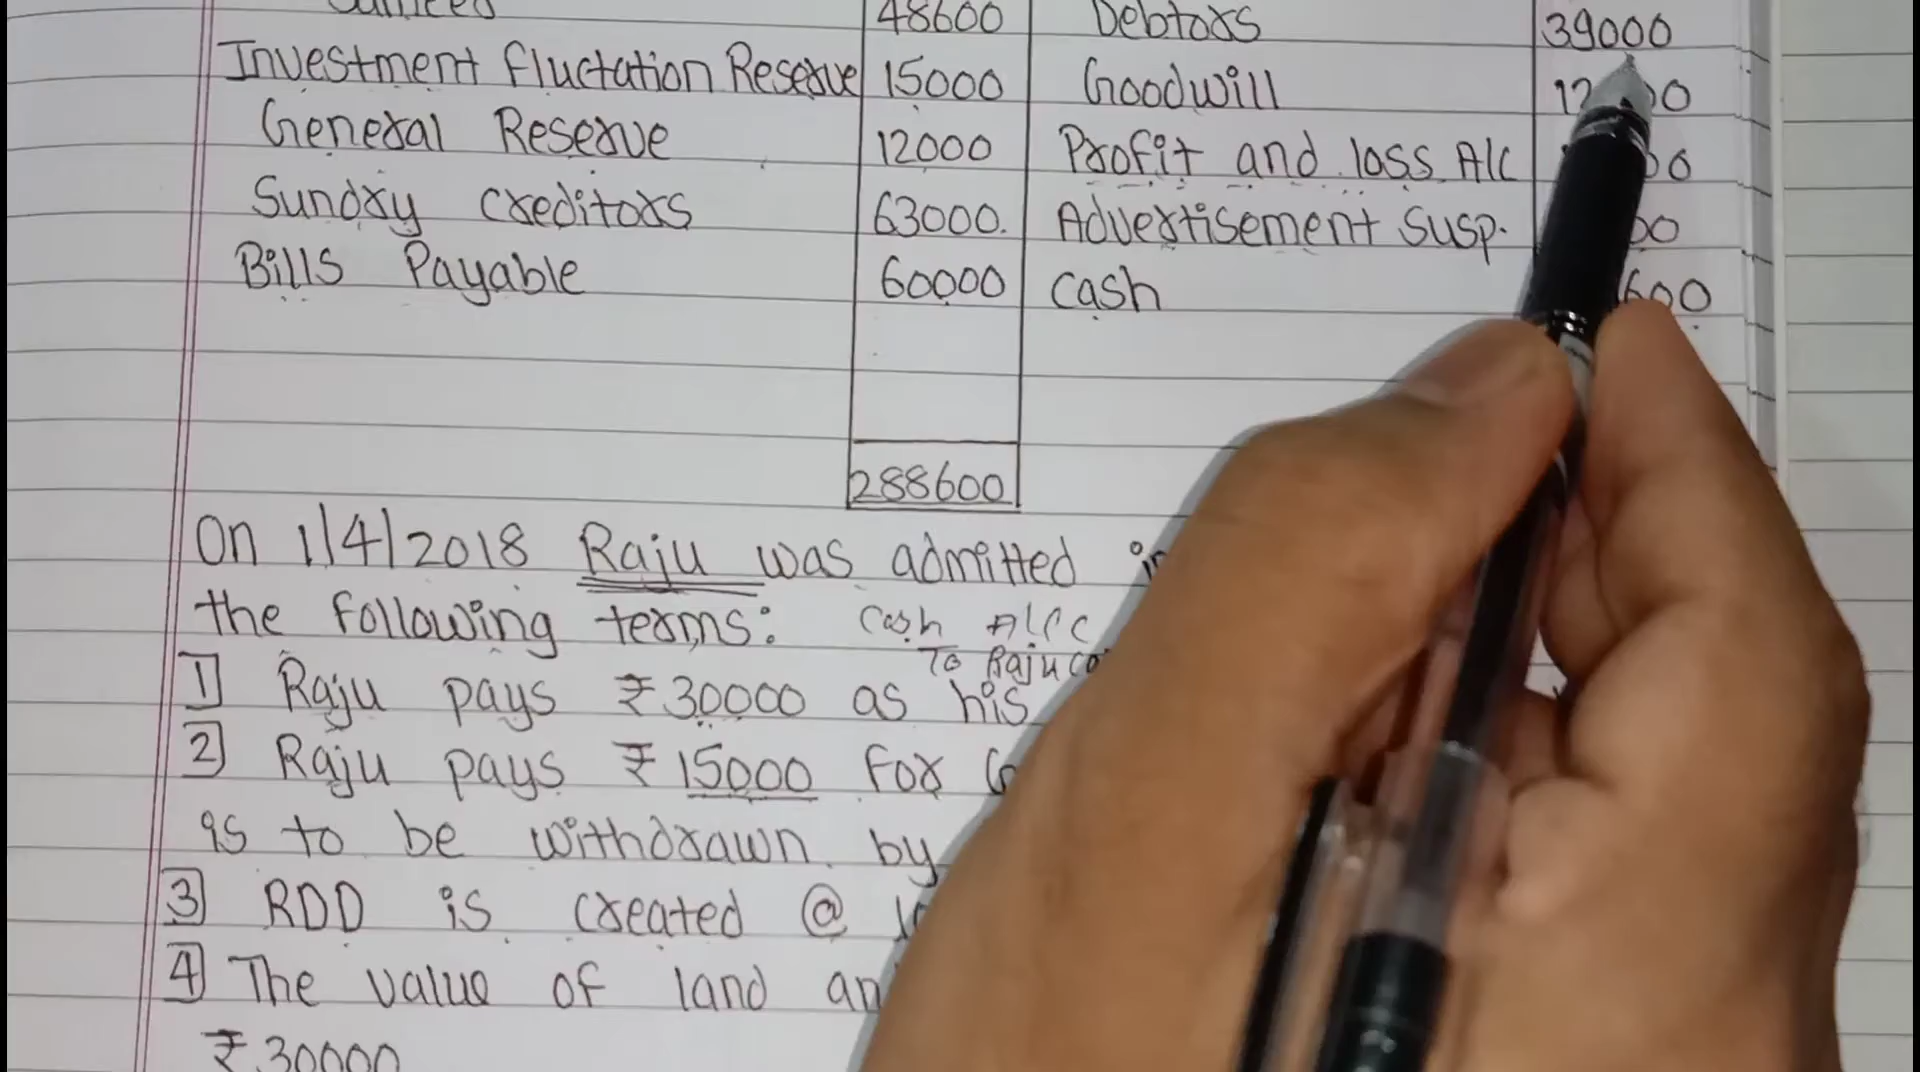 48600 Debtors 39000
Investment Fluctation Reserve 15000 Goodwill
General Reserve 12000 Profit and loss A/C
Sundry Creditors 63000. Advertisement Susp.
Bills Payable 60000 Cash
288600
On 1/4/2018 Raju was admitted
the following terms: Cash A/c
To Raju
1 Raju pays ₹30000 as his
2 Raju pays ₹15000 for
is to be withdrawn by
3 RDD is created @
4 The value of land
₹30000